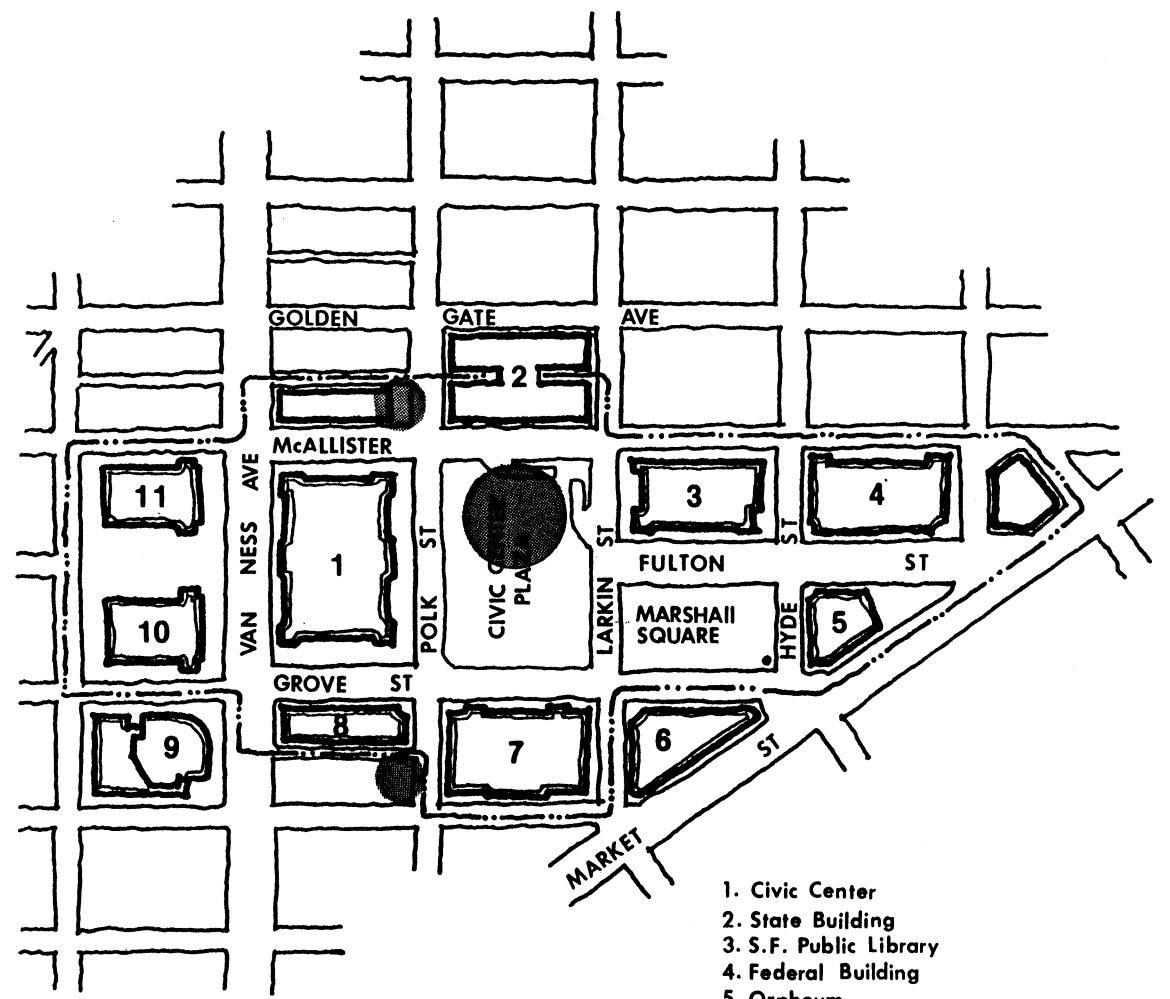 GOLDEN GATE AVE
2
McALLISTER
11
VAN NESS AVE
1
POLK ST
CIVIC CENTER
PLAZA
LARKIN ST
3
HYDE ST
4
FULTON ST
10
MARSHAll
SQUARE
5
GROVE ST
8
9
7
6
MARKET ST
1. Civic Center
2. State Building
3. S.F. Public Library
4. Federal Building
5. Orpheum